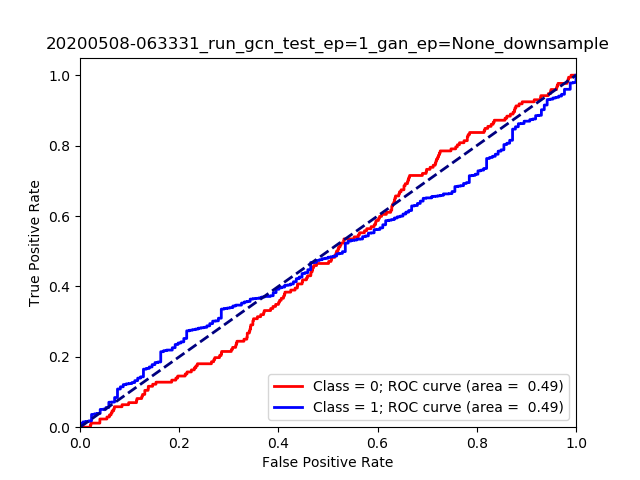 20200508-063331_run_gcn_test_ep=1_gan_ep=None_downsample
1.0
0.8
0.6
0.4
0.2
0.0
True Positive Rate
Class = 0; ROC curve (area =  0.49)
Class = 1; ROC curve (area =  0.49)
0.0 0.2 0.4 0.6 0.8 1.0
False Positive Rate